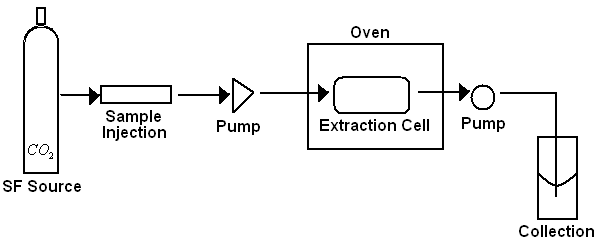 CO2
SF Source
Sample
Injection
Pump
Oven
Extraction Cell
Pump
Collection